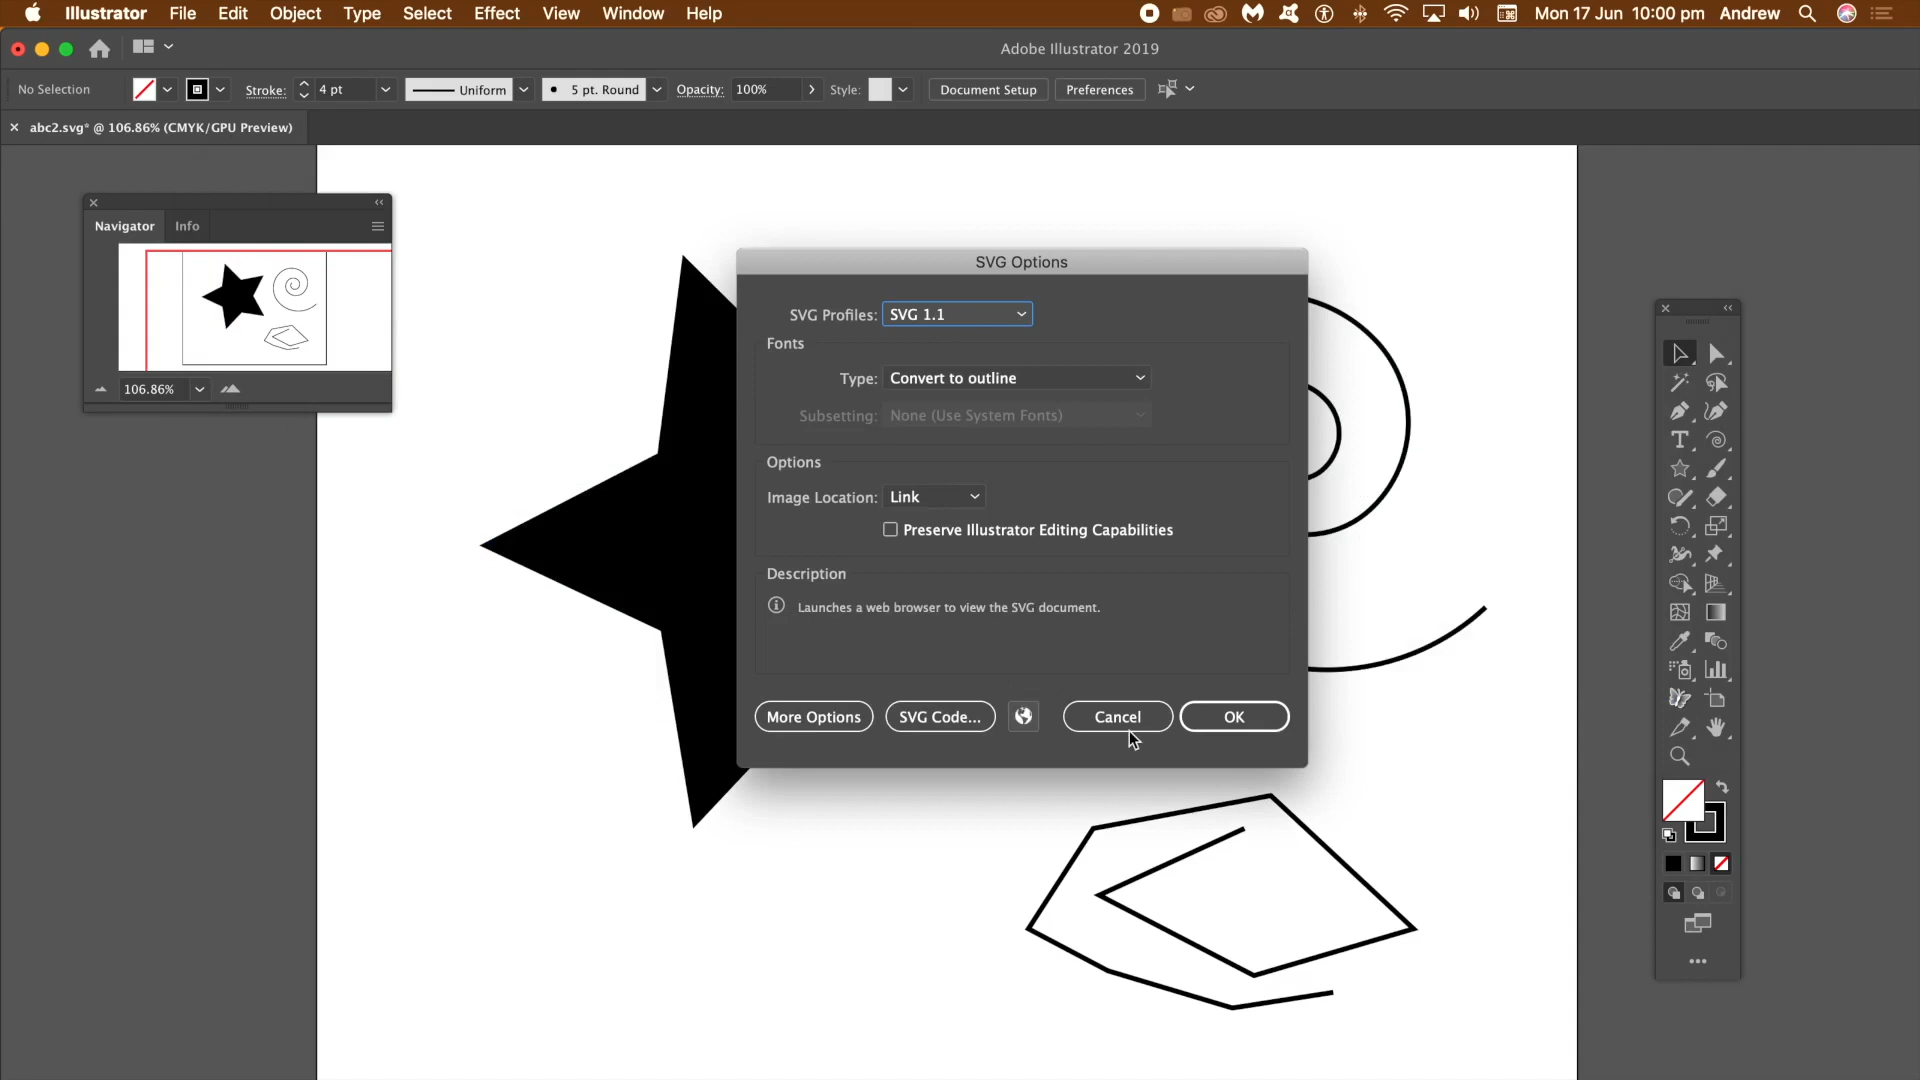 Illustrator File Edit Object Type Select Effect View Window Help Mon 17 Jun 10:00 pm Andrew
Adobe Illustrator 2019
No Selection Stroke: 4 pt Uniform 5 pt. Round Opacity: 100% Style: Document Setup Preferences
abc2.svg* @ 106.86% (CMYK/GPU Preview)
Navigator Info
106.86%
SVG Options
SVG Profiles: SVG 1.1
Fonts
Type: Convert to outline
Subsetting: None (Use System Fonts)
Options
Image Location: Link
Preserve Illustrator Editing Capabilities
Description
Launches a web browser to view the SVG document.
More Options SVG Code... Cancel OK